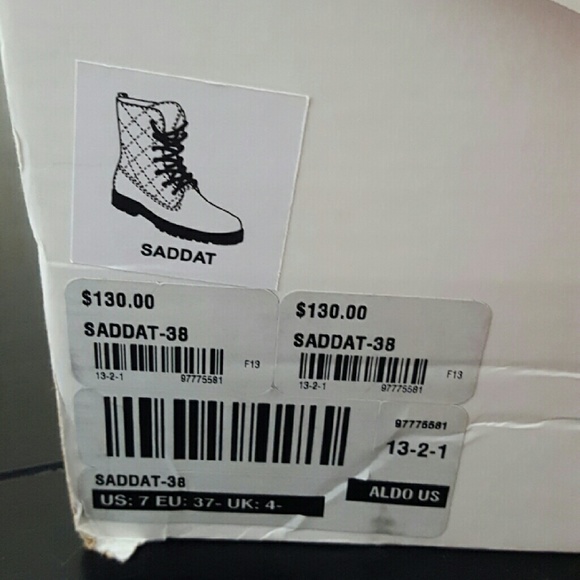 SADDAT
$130.00
SADDAT-38
F13
13-2-1 97775581
$130.00
SADDAT-38
F13
13-2-1 97775581
97775581
13-2-1
SADDAT-38
ALDO US
US: 7 EU: 37- UK: 4-